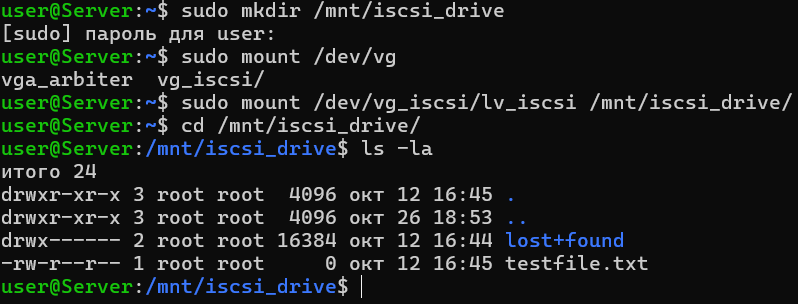 user@Server:~$ sudo mkdir /mnt/iscsi_drive
[sudo] пароль для user:
user@Server:~$ sudo mount /dev/vg
vga_arbiter  vg_iscsi/
user@Server:~$ sudo mount /dev/vg_iscsi/lv_iscsi /mnt/iscsi_drive/
user@Server:~$ cd /mnt/iscsi_drive/
user@Server:/mnt/iscsi_drive$ ls -la
итого 24
drwxr-xr-x 3 root root  4096 окт 12 16:45 .
drwxr-xr-x 3 root root  4096 окт 26 18:53 ..
drwx------ 2 root root 16384 окт 12 16:44 lost+found
-rw-r--r-- 1 root root     0 окт 12 16:45 testfile.txt
user@Server:/mnt/iscsi_drive$